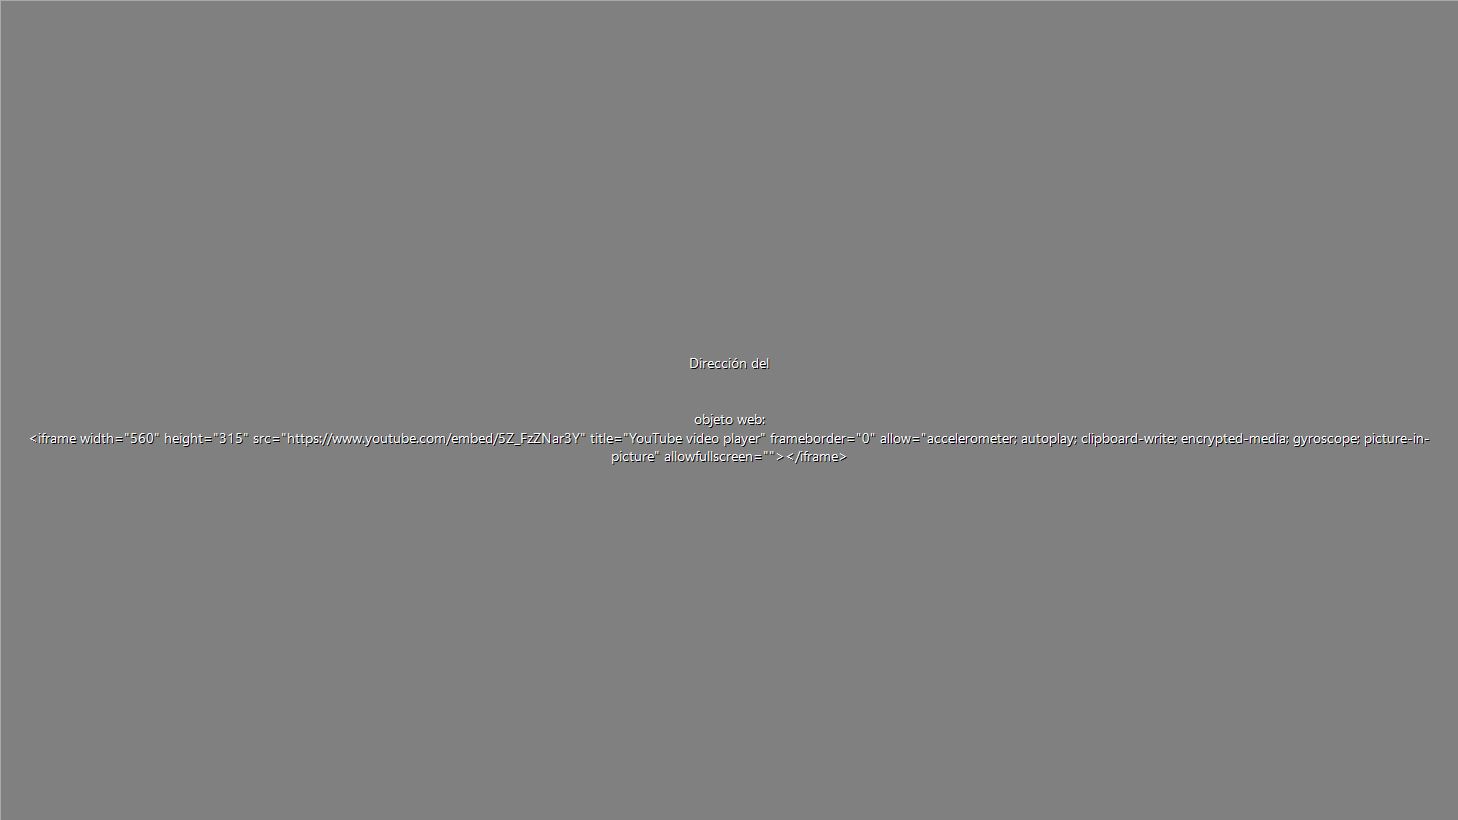 Dirección del
objeto web:
<iframe width="560" height="315" src="https://www.youtube.com/embed/5Z_FzZNar3Y" title="YouTube video player" frameborder="0" allow="accelerometer; autoplay; clipboard-write; encrypted-media; gyroscope; picture-in-
picture" allowfullscreen=""></iframe>